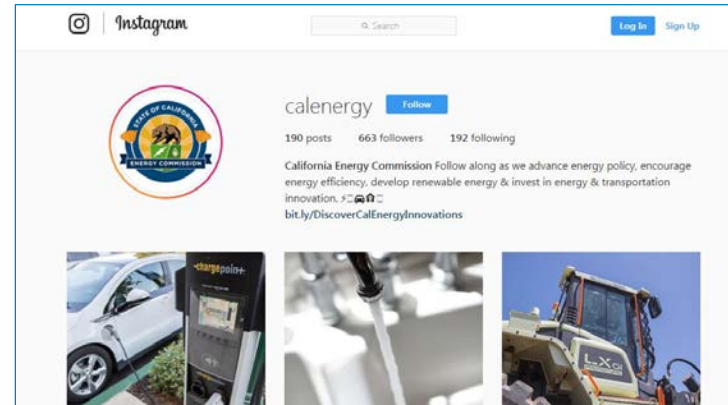 Instagram
Search
Log In
Sign Up
STATE OF CALIFORNIA
ENERGY COMMISSION
calenergy
Follow
190 posts 663 followers 192 following
California Energy Commission Follow along as we advance energy policy, encourage
energy efficiency, develop renewable energy & invest in energy & transportation
innovation.
bit.ly/DiscoverCalEnergyInnovations
-chargepoin+
LXO1